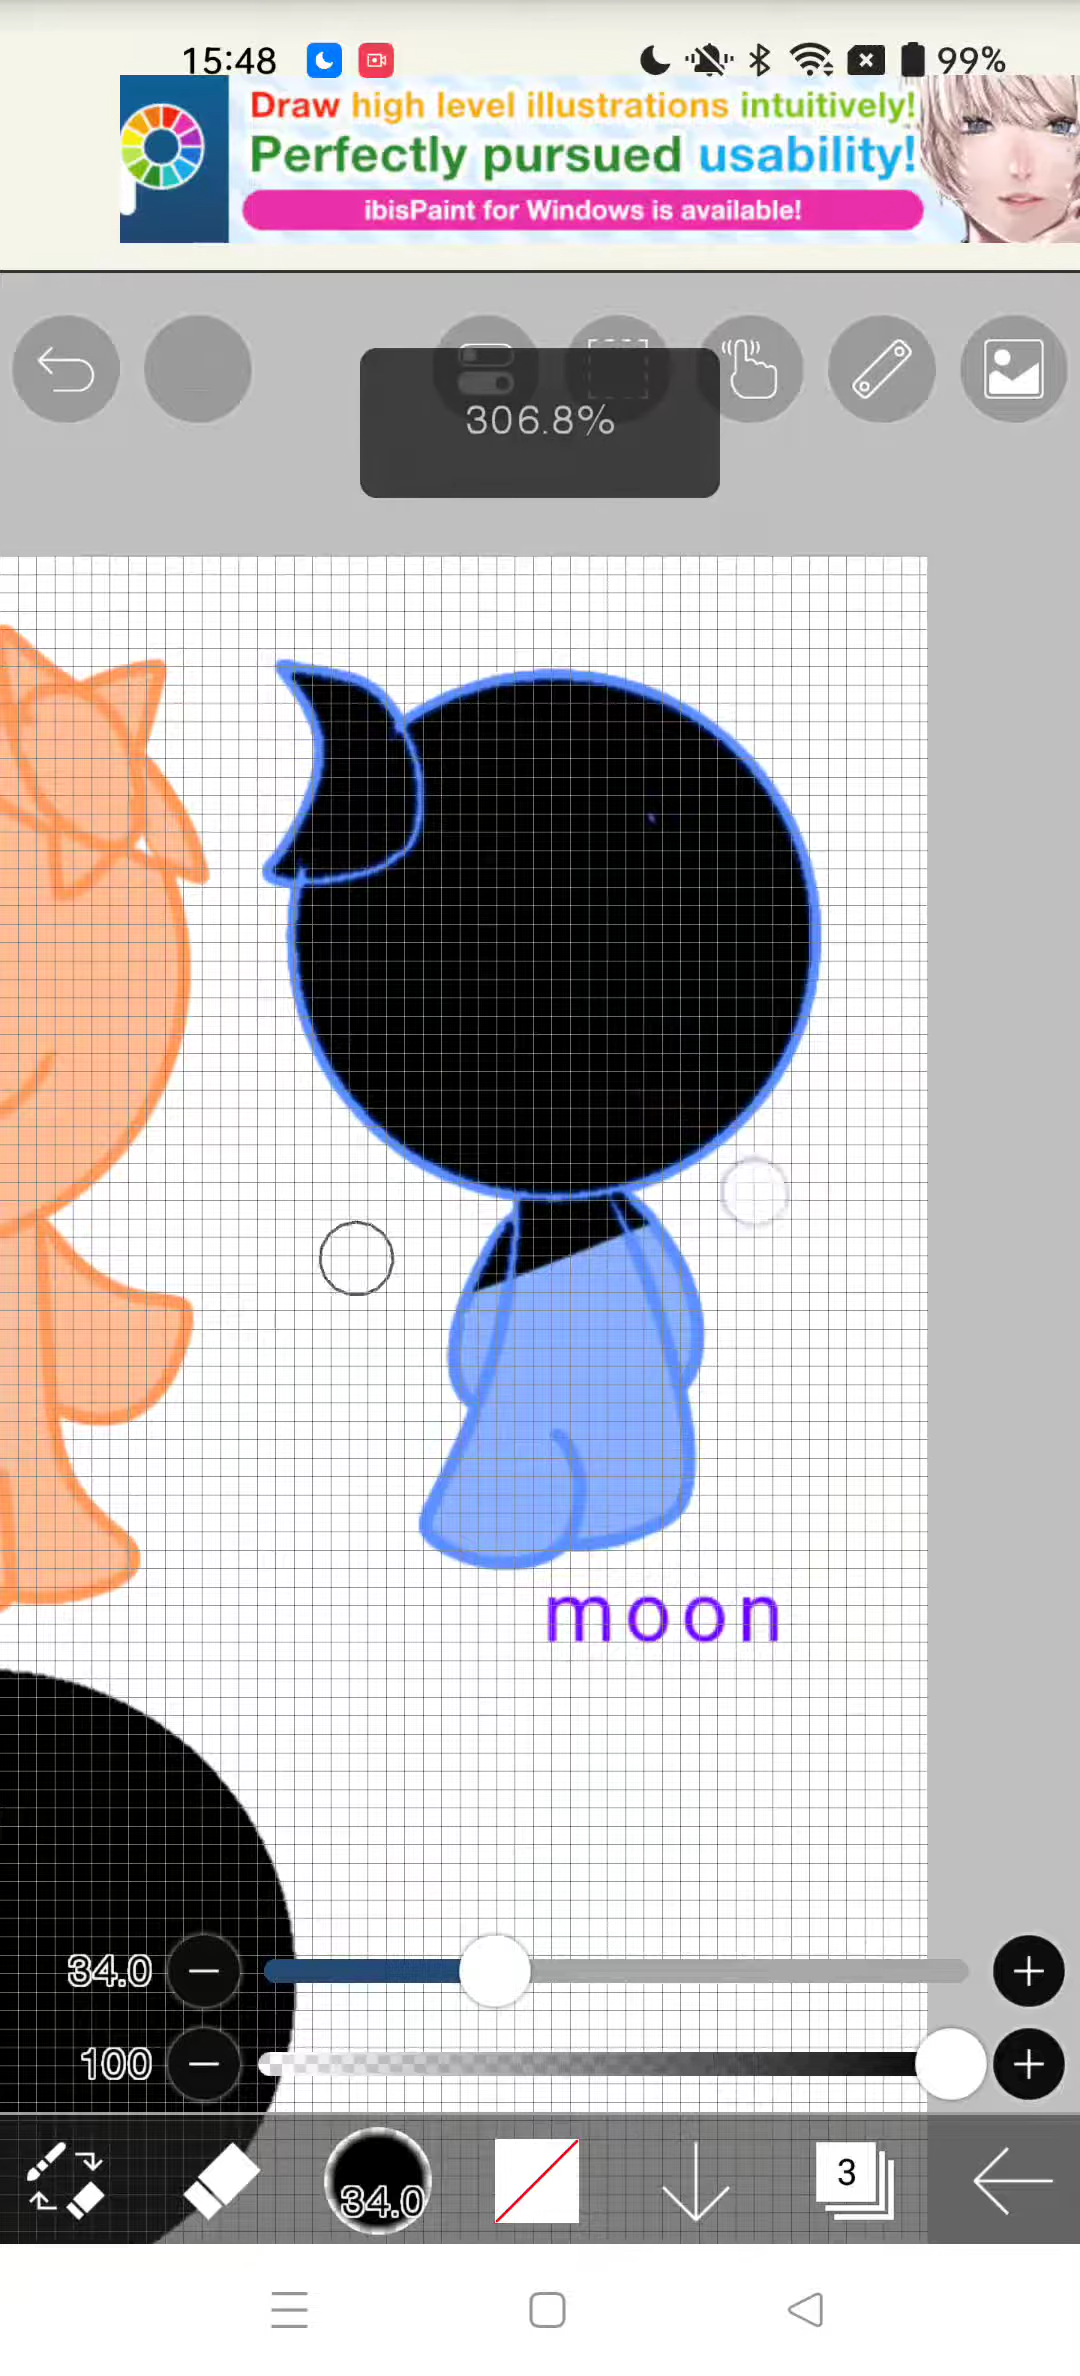 15:48
99%
Draw high level illustrations intuitively!
Perfectly pursued usability!
ibisPaint for Windows is available!
306.8%
moon
34.0
100
34.0
3